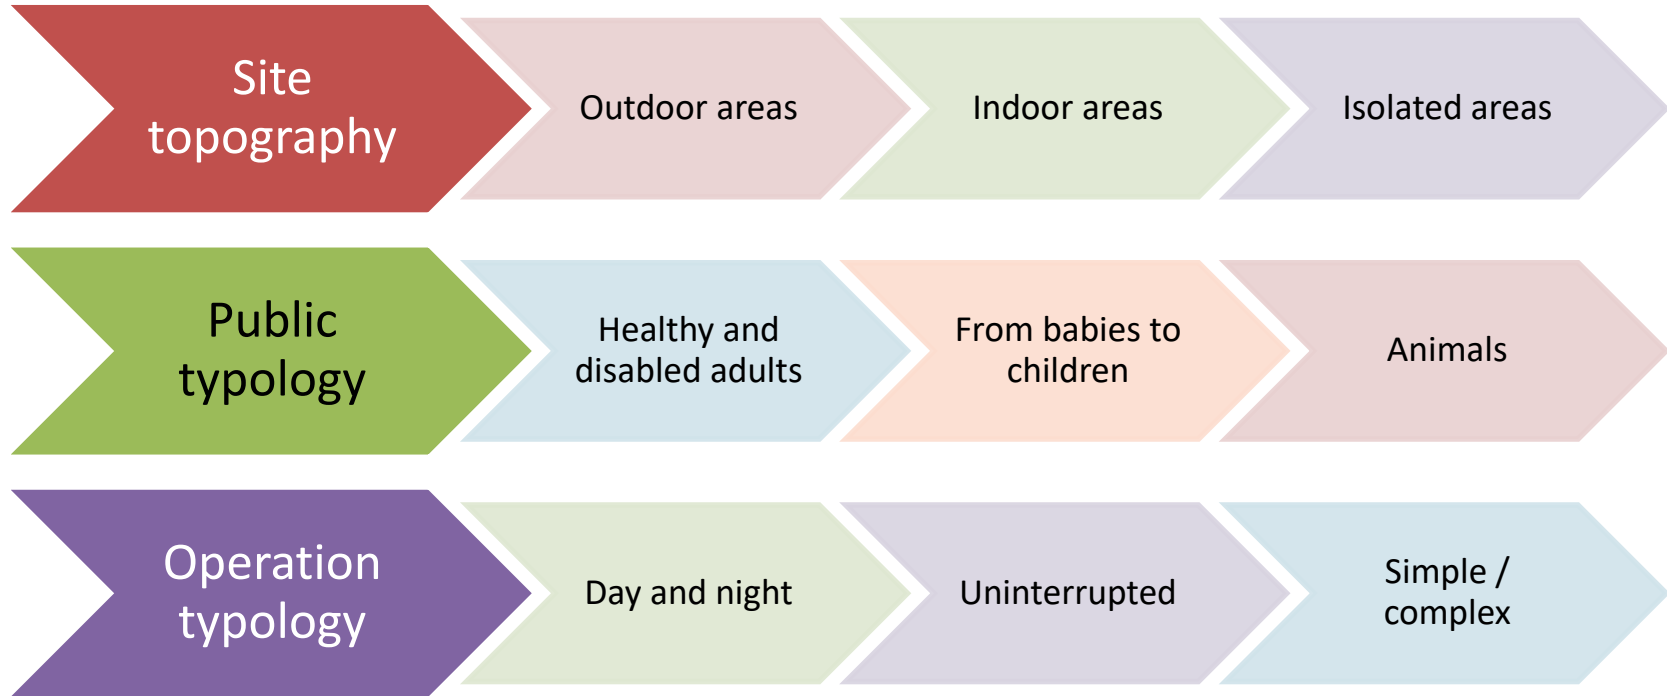 Site
topography
Outdoor areas
Indoor areas
Isolated areas
Public
typology
Healthy and
disabled adults
From babies to
children
Animals
Operation
typology
Day and night
Uninterrupted
Simple /
complex